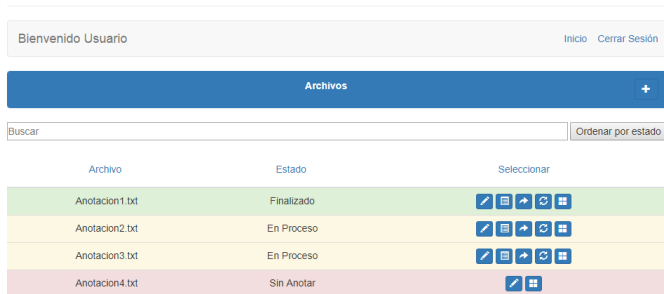 Bienvenido Usuario Inicio Cerrar Sesión
Archivos
Buscar Ordenar por estado
Archivo Estado Seleccionar
Anotacion1.txt Finalizado
Anotacion2.txt En Proceso
Anotacion3.txt En Proceso
Anotacion4.txt Sin Anotar